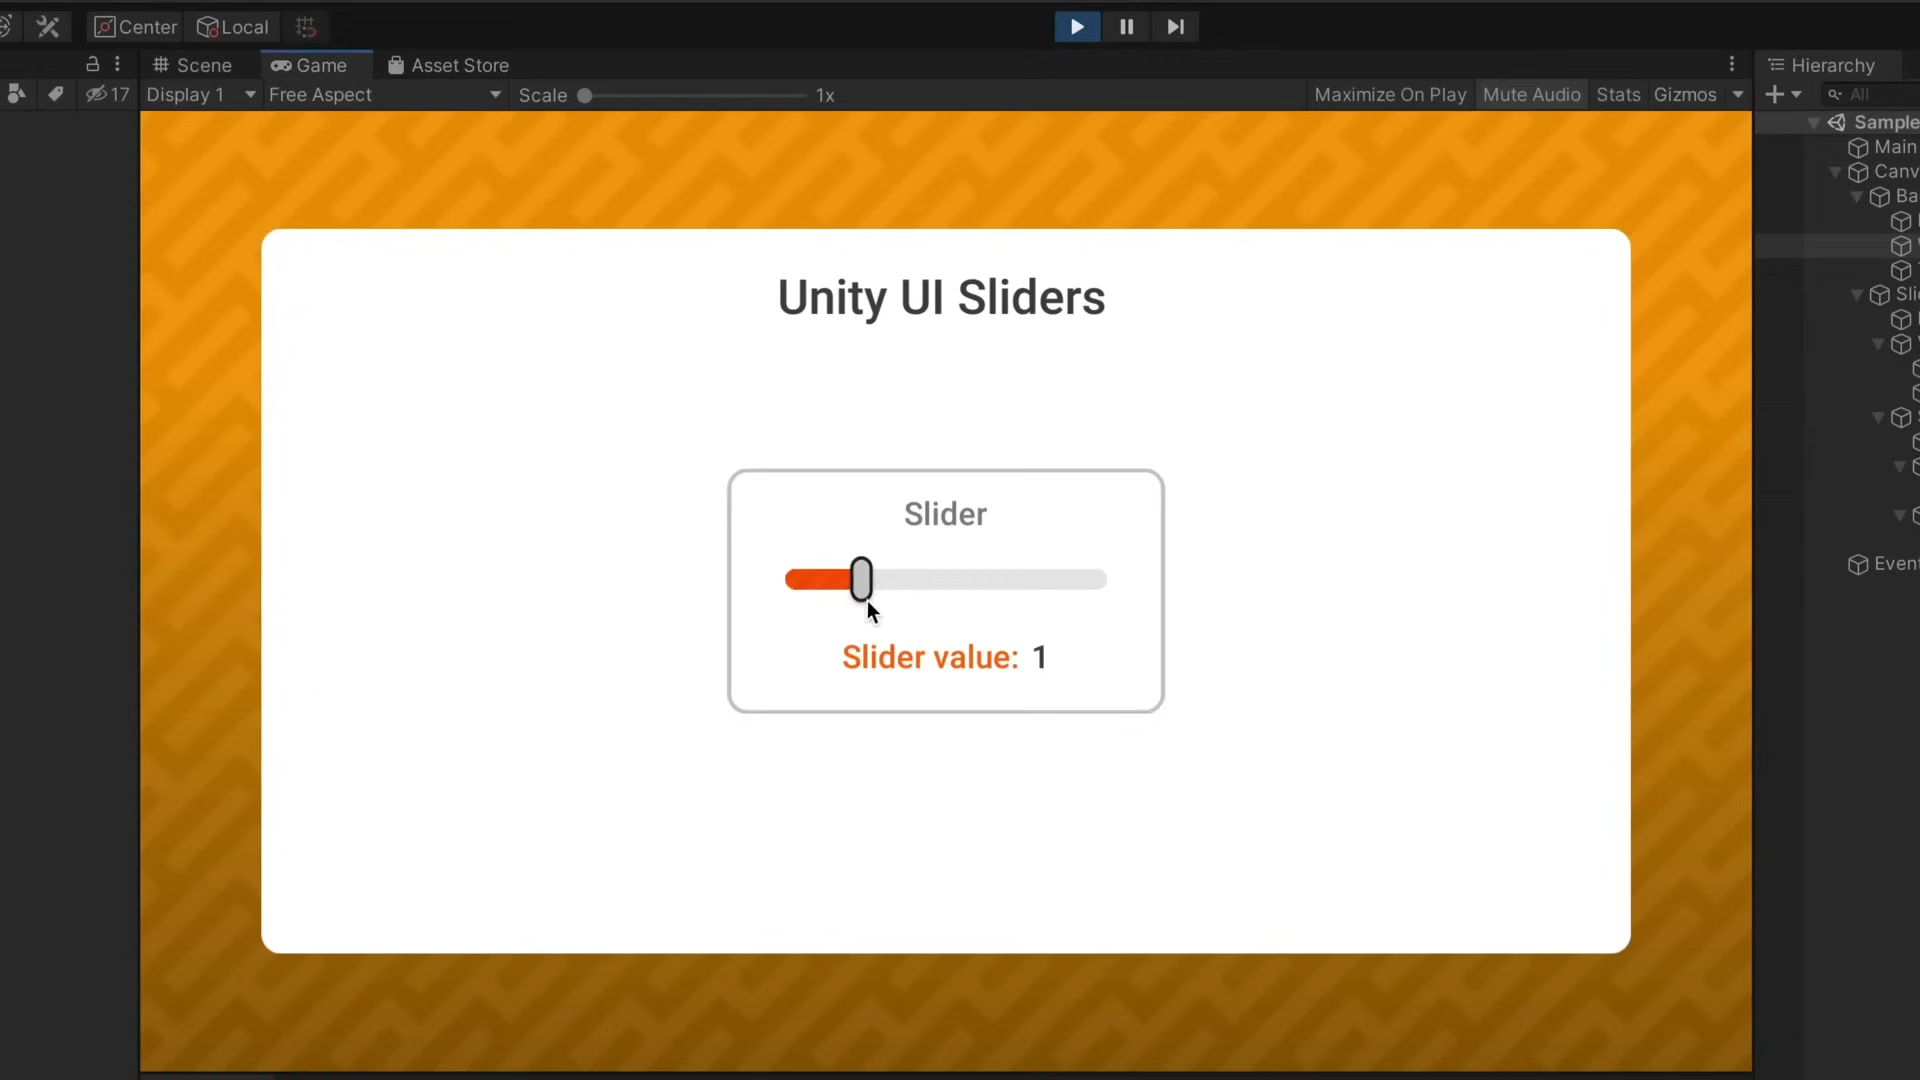 Center Local
Scene Game Asset Store
Hierarchy
17 Display 1 Free Aspect Scale 1x Maximize On Play Mute Audio Stats Gizmos
All
Sample
Main
Canv
Ba
Sli
Event
Unity UI Sliders
Slider
Slider value: 1